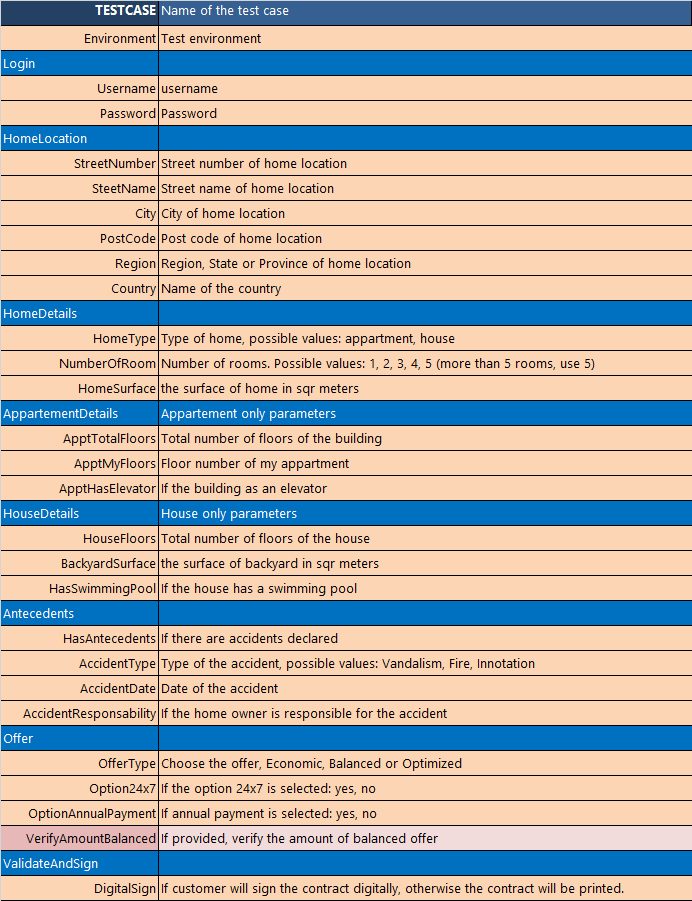 TESTCASE Name of the test case
Environment Test environment
Login
Username username
Password Password
HomeLocation
StreetNumber Street number of home location
SteetName Street name of home location
City City of home location
PostCode Post code of home location
Region Region, State or Province of home location
Country Name of the country
HomeDetails
HomeType Type of home, possible values: appartment, house
NumberOfRoom Number of rooms. Possible values: 1, 2, 3, 4, 5 (more than 5 rooms, use 5)
HomeSurface the surface of home in sqr meters
AppartementDetails Appartement only parameters
ApptTotalFloors Total number of floors of the building
ApptMyFloors Floor number of my appartment
ApptHasElevator If the building as an elevator
HouseDetails House only parameters
HouseFloors Total number of floors of the house
BackyardSurface the surface of backyard in sqr meters
HasSwimmingPool If the house has a swimming pool
Antecedents
HasAntecedents If there are accidents declared
AccidentType Type of the accident, possible values: Vandalism, Fire, Innotation
AccidentDate Date of the accident
AccidentResponsability If the home owner is responsible for the accident
Offer
OfferType Choose the offer, Economic, Balanced or Optimized
Option24x7 If the option 24x7 is selected: yes, no
OptionAnnualPayment If annual payment is selected: yes, no
VerifyAmountBalanced If provided, verify the amount of balanced offer
ValidateAndSign
DigitalSign If customer will sign the contract digitally, otherwise the contract will be printed.